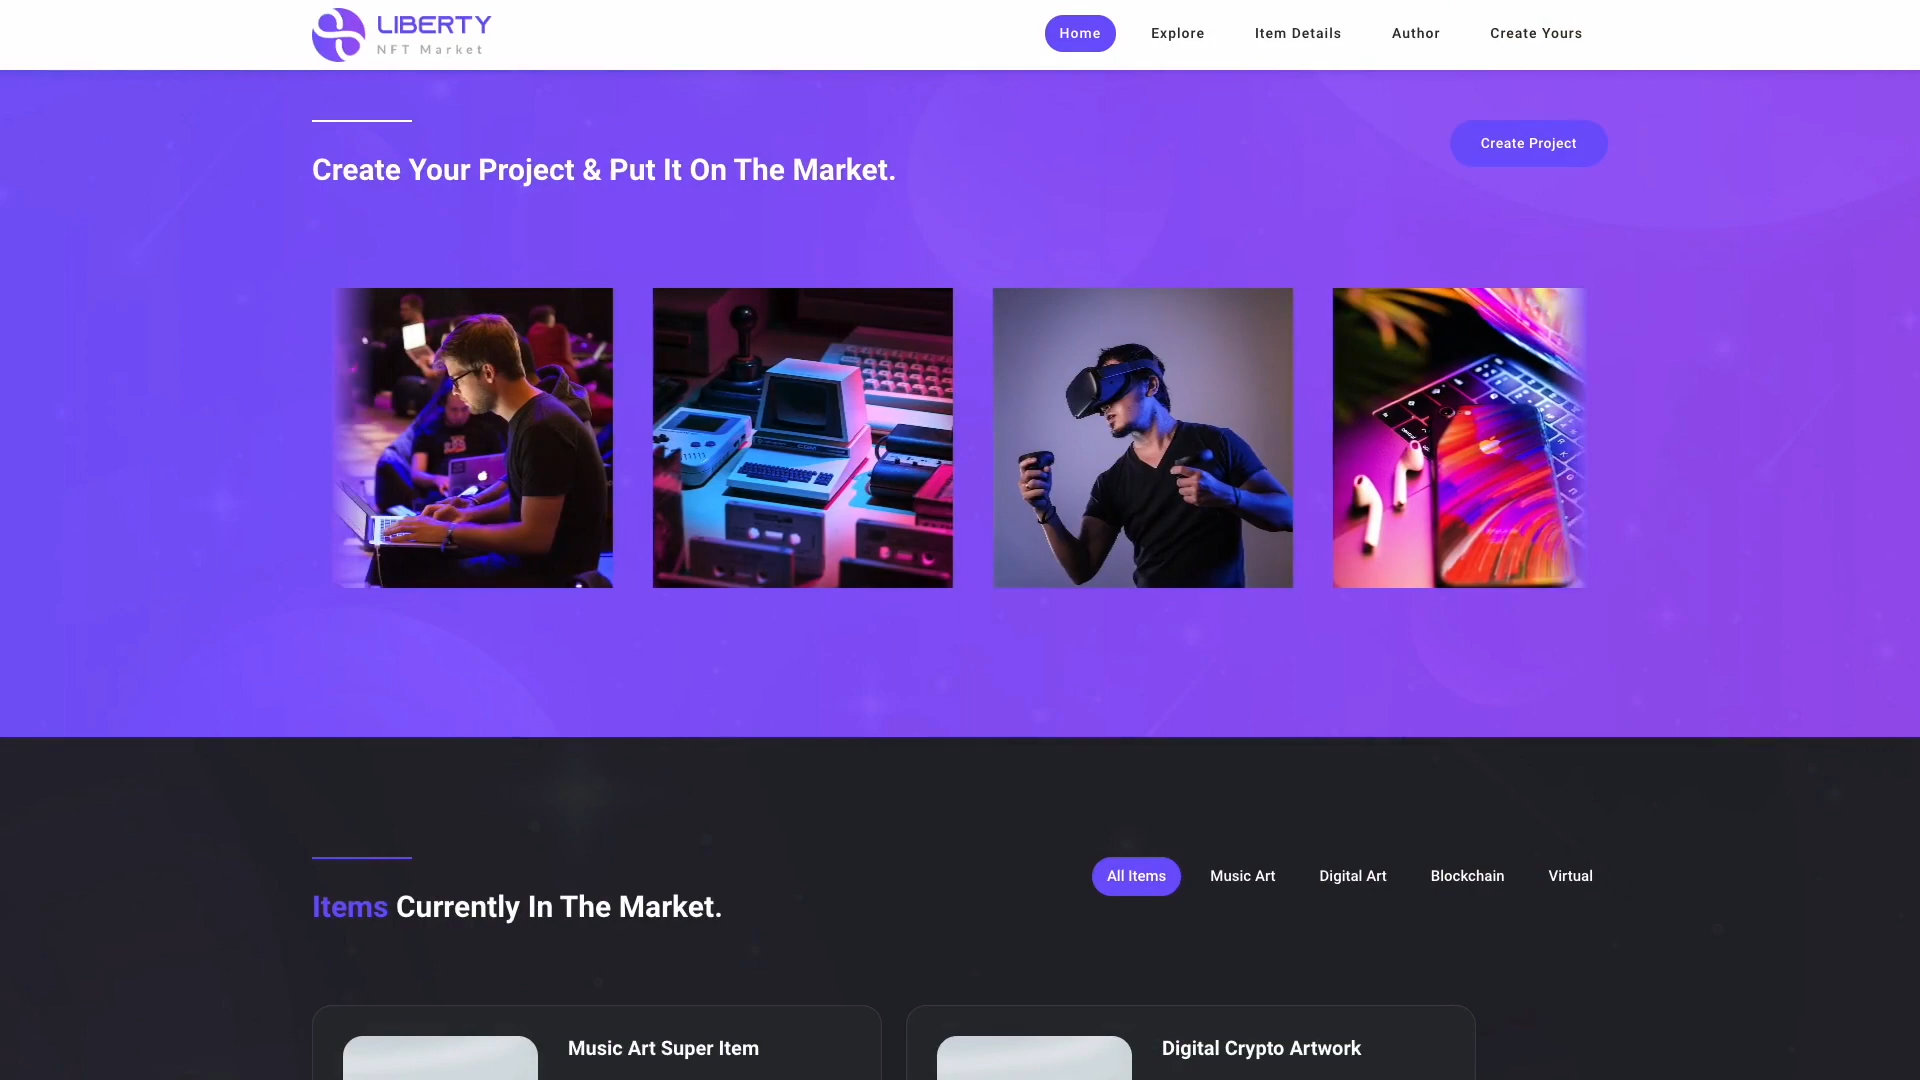 LIBERTY
NFT Market
Home
Explore
Item Details
Author
Create Yours
Create Your Project & Put It On The Market.
Create Project
Items Currently In The Market.
All Items
Music Art
Digital Art
Blockchain
Virtual
Music Art Super Item
Digital Crypto Artwork